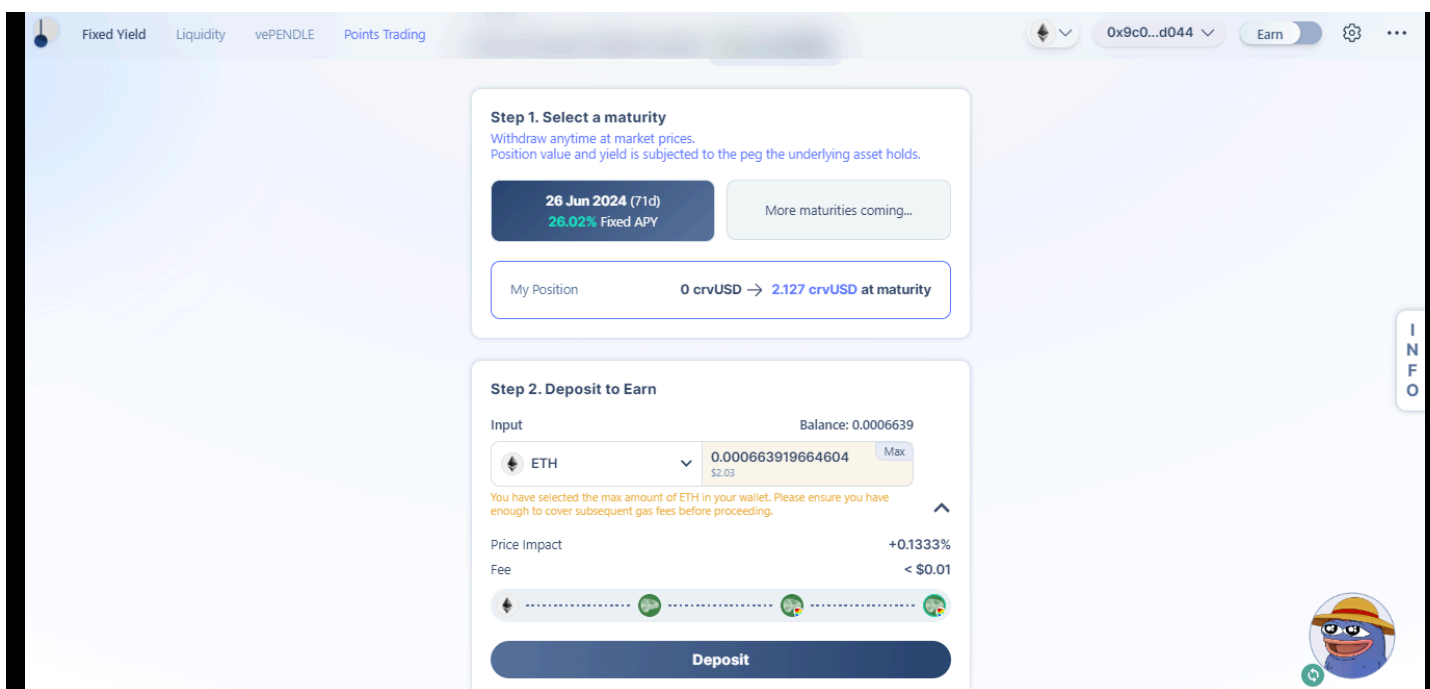 Fixed Yield Liquidity vePENDLE Points Trading 0x9c0...d044 Earn
Step 1. Select a maturity
Withdraw anytime at market prices.
Position value and yield is subjected to the peg the underlying asset holds.
26 Jun 2024 (71d)
26.02% Fixed APY
More maturities coming...
My Position 0 crvUSD → 2.127 crvUSD at maturity
INFO
Step 2. Deposit to Earn
Input Balance: 0.0006639
ETH 0.000663919664604 Max
$2.03
You have selected the max amount of ETH in your wallet. Please ensure you have
enough to cover subsequent gas fees before proceeding.
Price Impact +0.1333%
Fee < $0.01
Deposit